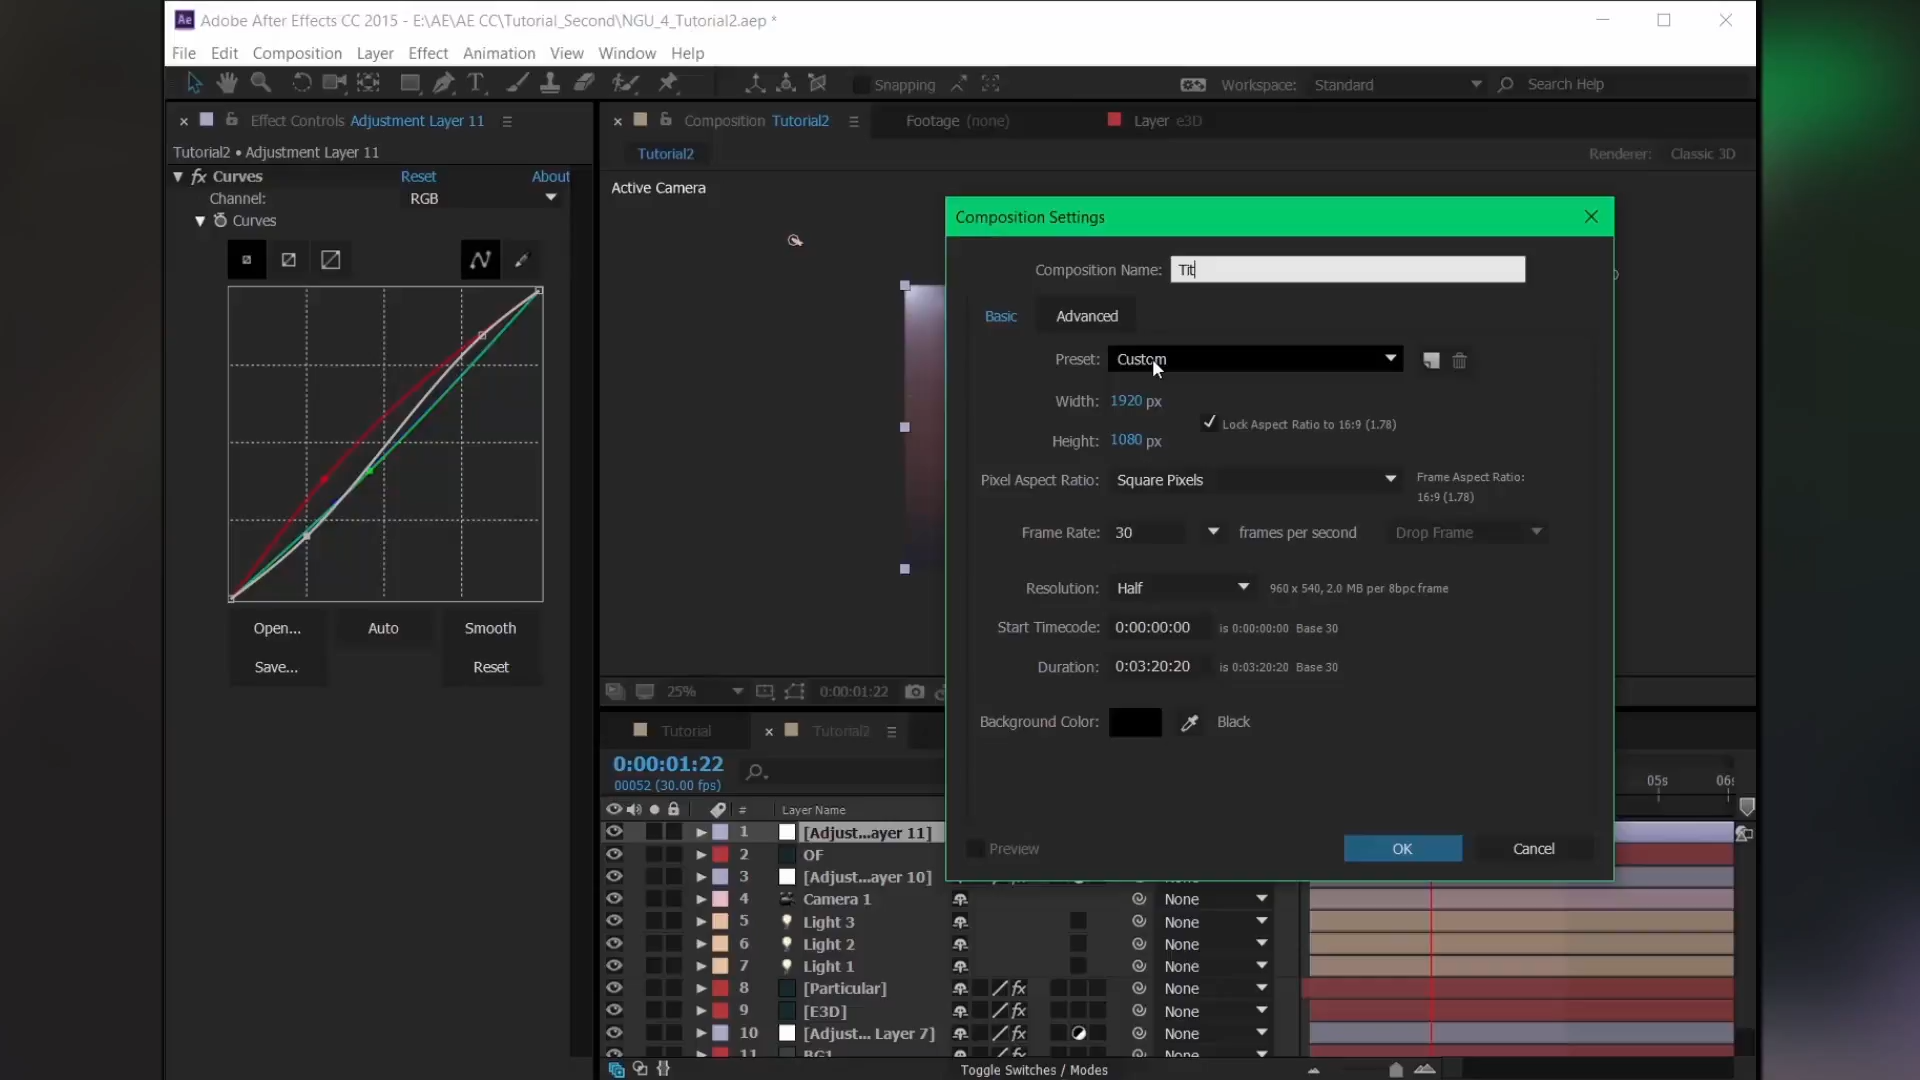 Ae Adobe After Effects CC 2015 - E:\AE\AE CC\Tutorial_Second\NGU_4_Tutorial2.aep *
File Edit Composition Layer Effect Animation View Window Help
Snapping Workspace: Standard Search Help
Effect Controls Adjustment Layer 11
Composition Tutorial2 Footage (none) Layer e3D
Tutorial2 • Adjustment Layer 11
Tutorial2 Renderer: Classic 3D
fx Curves Reset About
Channel: RGB
Curves
Active Camera
Open... Auto Smooth
Save... Reset
Composition Settings
Composition Name: Tit
Basic Advanced
Preset: Custom
Width: 1920 px
Lock Aspect Ratio to 16:9 (1.78)
Height: 1080 px
Pixel Aspect Ratio: Square Pixels Frame Aspect Ratio:
16:9 (1.78)
Frame Rate: 30 frames per second Drop Frame
Resolution: Half 960 x 540, 2.0 MB per 8bpc frame
Start Timecode: 0:00:00:00 is 0:00:00:00 Base 30
Duration: 0:03:20:20 is 0:03:20:20 Base 30
Background Color: Black
Preview OK Cancel
25% 0:00:01:22
Tutorial Tutorial2
0:00:01:22
00052 (30.00 fps)
05s
# Layer Name
1 [Adjust...ayer 11]
2 OF
3 [Adjust...ayer 10]
4 Camera 1 None
5 Light 3 None
6 Light 2 None
7 Light 1 None
8 [Particular] fx None
9 [E3D] fx None
10 [Adjust... Layer 7] fx None
11 BG1 fx None
Toggle Switches / Modes